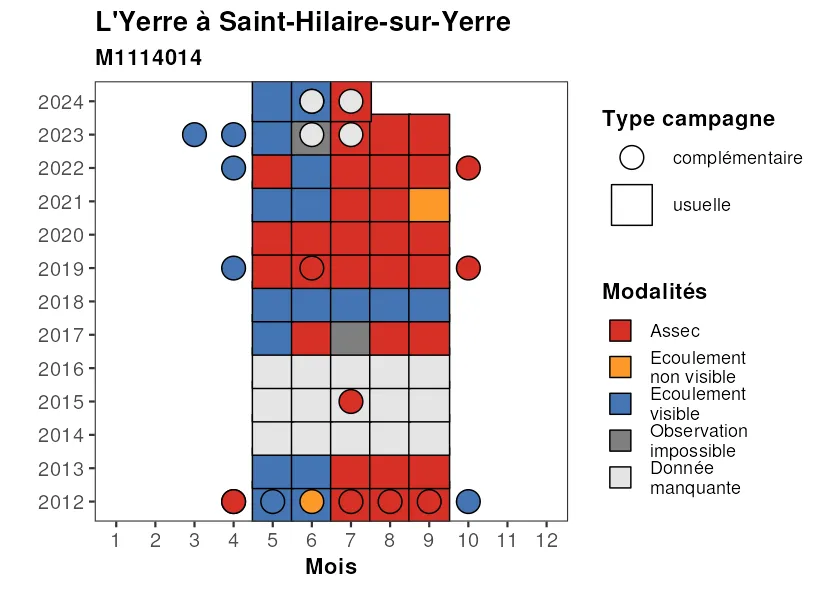 L'Yerre à Saint-Hilaire-sur-Yerre
M1114014
2024
2023
2022
2021
2020
2019
2018
2017
2016
2015
2014
2013
2012
1 2 3 4 5 6 7 8 9 10 11 12
Mois
Type campagne
complémentaire
usuelle
Modalités
Assec
Ecoulement
non visible
Ecoulement
visible
Observation
impossible
Donnée
manquante